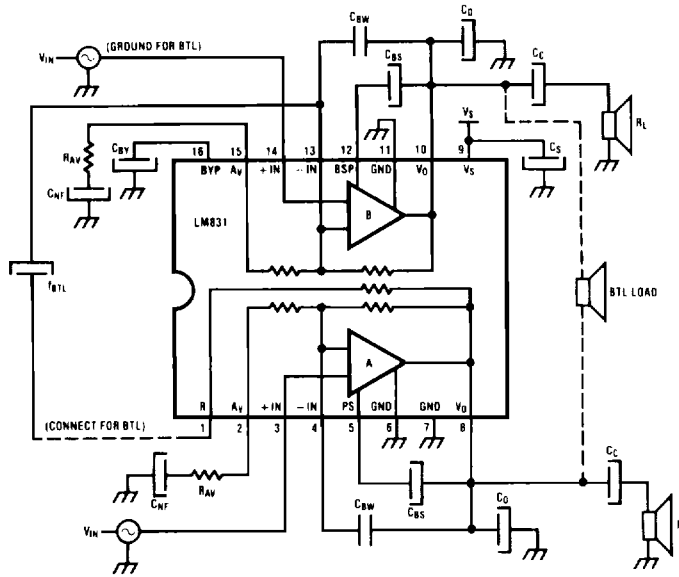 C_BW
C_O
V_IN
(GROUND FOR BTL)
C_BS
C_C
V_S
R_L
R_AV
C_BY
C_NF
C_S
16 15 14 13 12 11 10 9
BYP A_V + IN − IN BSP GND V_O V_S
LM831
B
BTL LOAD
A
R A_V + IN − IN PS GND GND V_O
(CONNECT FOR BTL)
1 2 3 4 5 6 7 8
C_NF
R_AV
C_BS
C_C
V_IN
C_BW
C_O